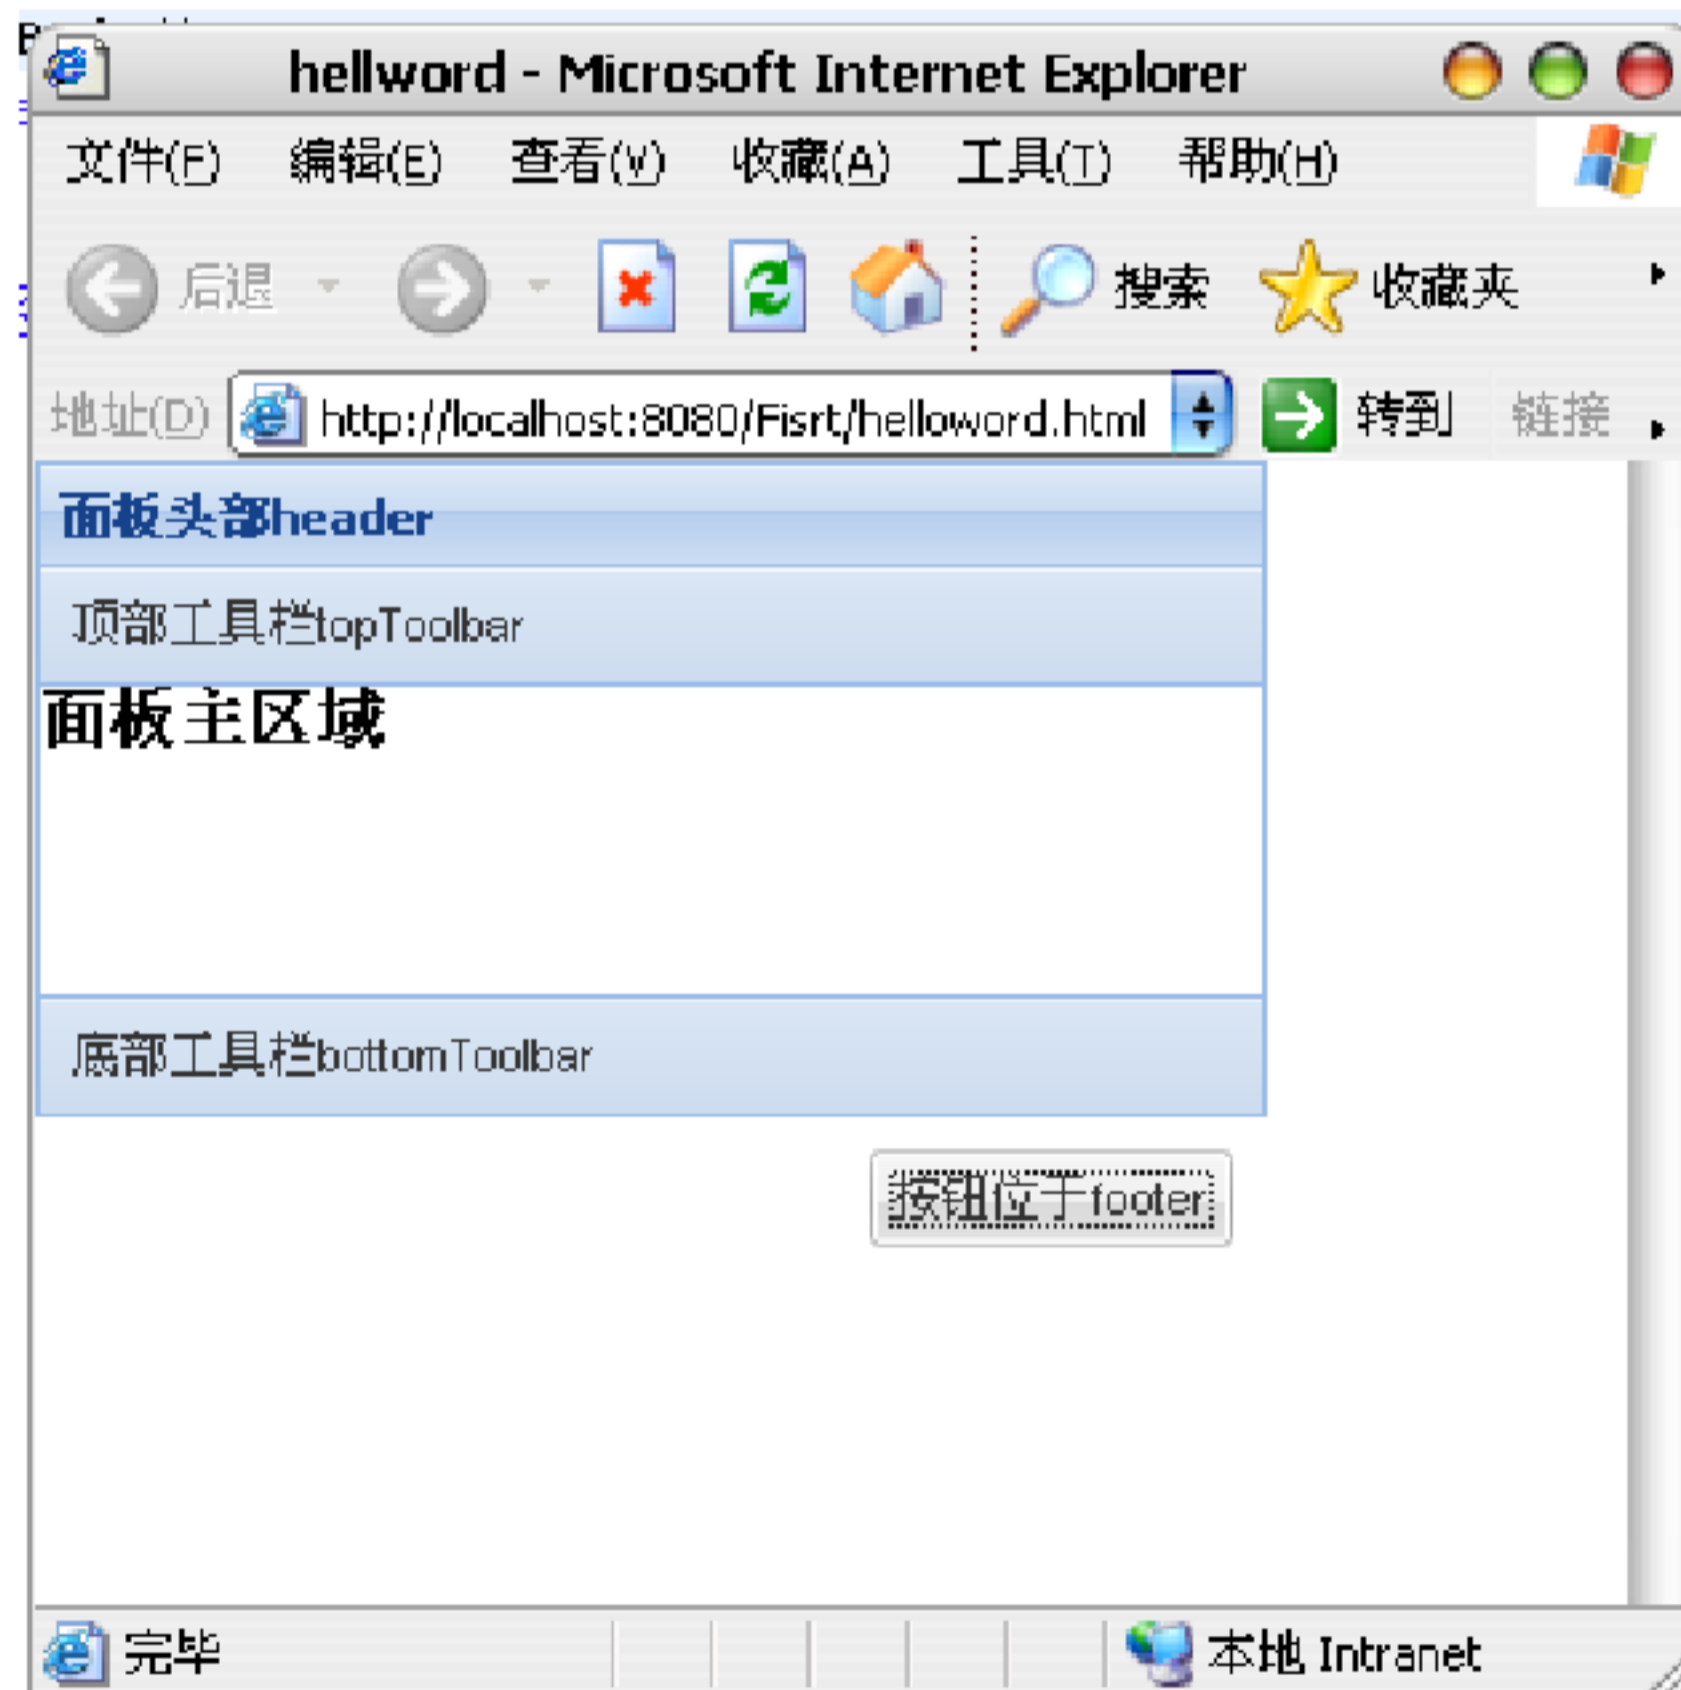 hellword - Microsoft Internet Explorer
文件(F) 编辑(E) 查看(V) 收藏(A) 工具(T) 帮助(H)
后退 搜索 收藏夹
地址(D) http://localhost:8080/Fisrt/helloword.html 转到 链接
面板头部header
顶部工具栏topToolbar
面板主区域
底部工具栏bottomToolbar
按钮位于footer
完毕 本地 Intranet